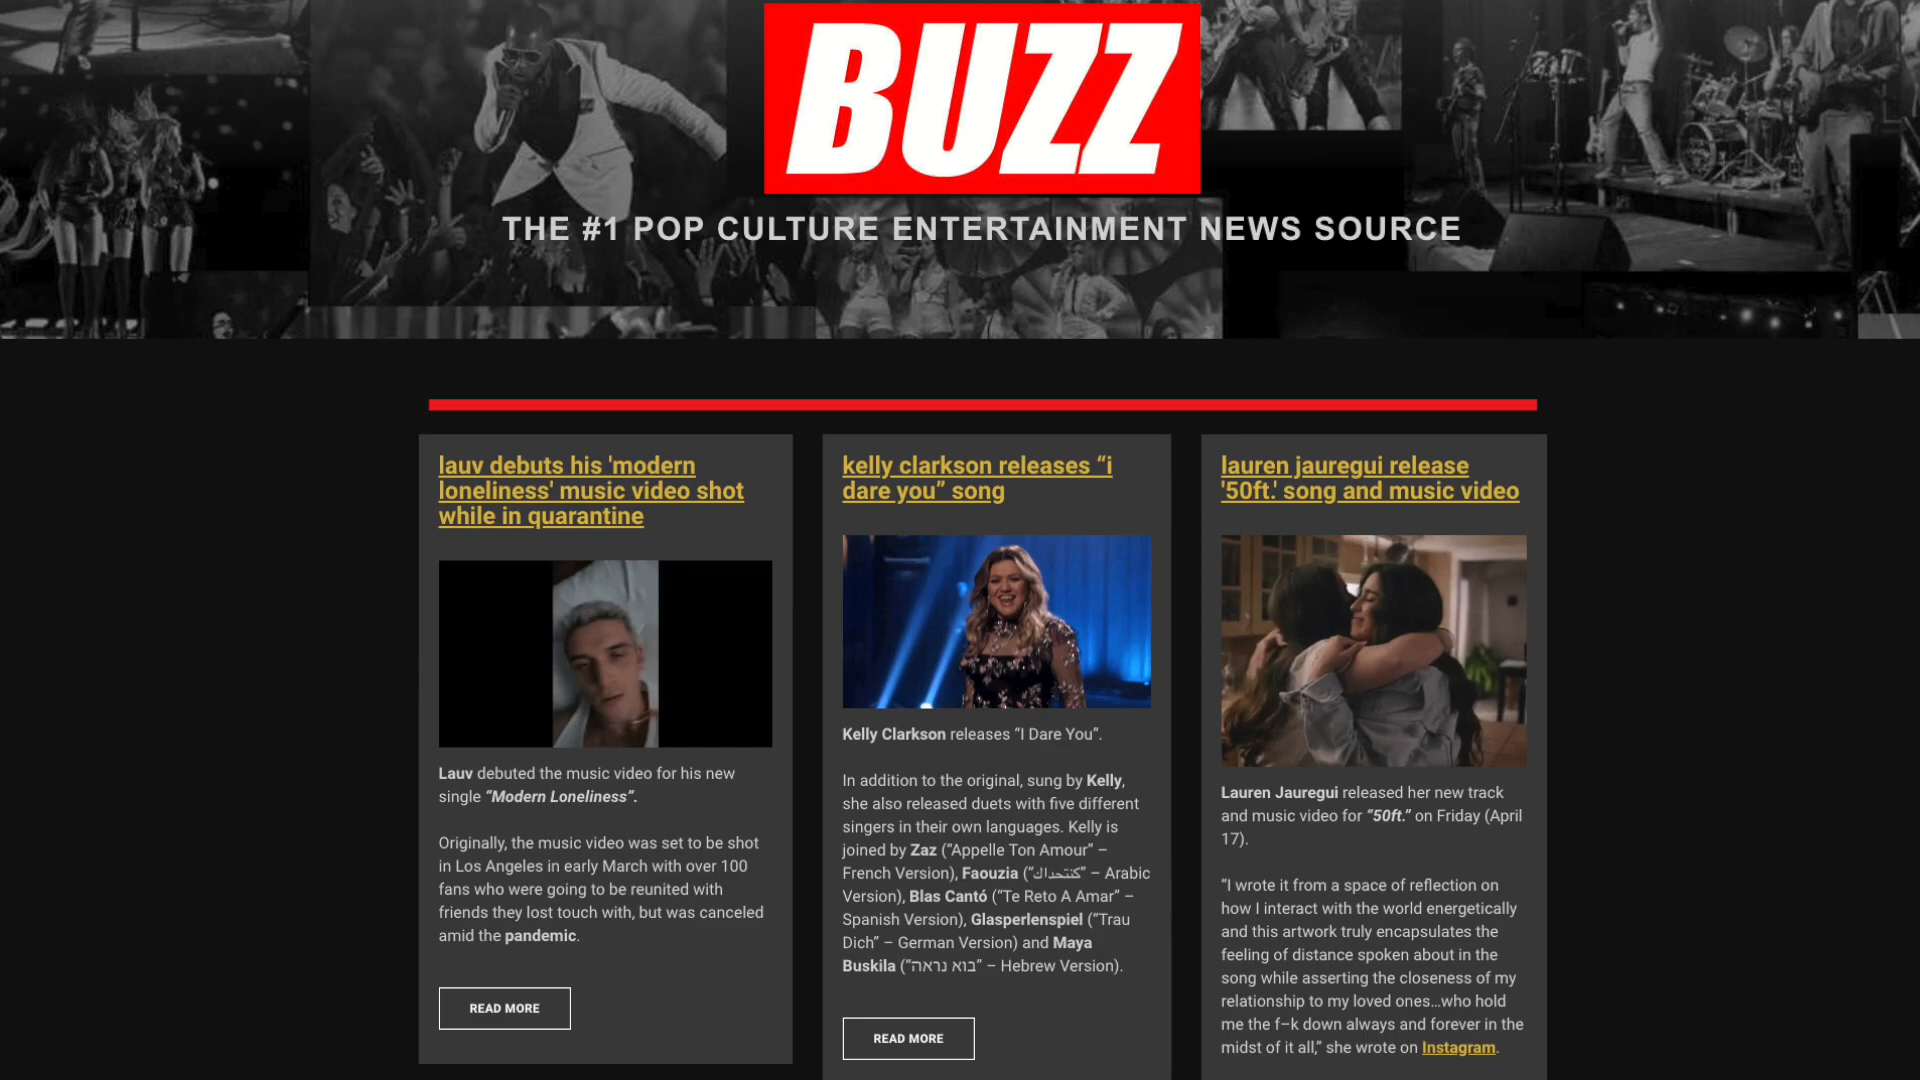 BUZZ
THE #1 POP CULTURE ENTERTAINMENT NEWS SOURCE
lauv debuts his 'modern
loneliness' music video shot
while in quarantine
Lauv debuted the music video for his new
single “Modern Loneliness”.
Originally, the music video was set to be shot
in Los Angeles in early March with over 100
fans who were going to be reunited with
friends they lost touch with, but was canceled
amid the pandemic.
READ MORE
kelly clarkson releases “i
dare you” song
Kelly Clarkson releases “I Dare You”.
In addition to the original, sung by Kelly,
she also released duets with five different
singers in their own languages. Kelly is
joined by Zaz (“Appelle Ton Amour” –
French Version), Faouzia (“كنتحداك” – Arabic
Version), Blas Cantó (“Te Reto A Amar” –
Spanish Version), Glasperlenspiel (“Trau
Dich” – German Version) and Maya
Buskila (“בוא נראה” – Hebrew Version).
READ MORE
lauren jauregui release
'50ft.' song and music video
Lauren Jauregui released her new track
and music video for “50ft.” on Friday (April
17).
“I wrote it from a space of reflection on
how I interact with the world energetically
and this artwork truly encapsulates the
feeling of distance spoken about in the
song while asserting the closeness of my
relationship to my loved ones…who hold
me the f–k down always and forever in the
midst of it all,” she wrote on Instagram.